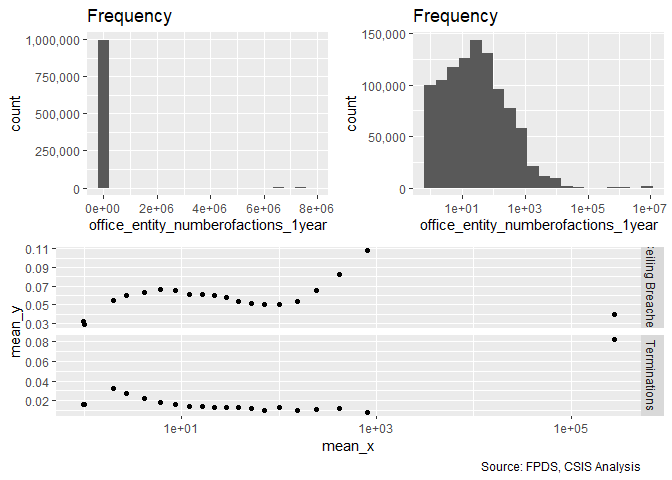 Frequency
1,000,000
750,000
500,000
250,000
0
count
0e+00 2e+06 4e+06 6e+06 8e+06
office_entity_numberofactions_1year
Frequency
150,000
100,000
50,000
0
count
1e+01 1e+03 1e+05 1e+07
office_entity_numberofactions_1year
mean_y
0.11
0.09
0.07
0.05
0.03
0.08
0.06
0.04
0.02
Terminations
1e+01 1e+03 1e+05
mean_x
Source: FPDS, CSIS Analysis